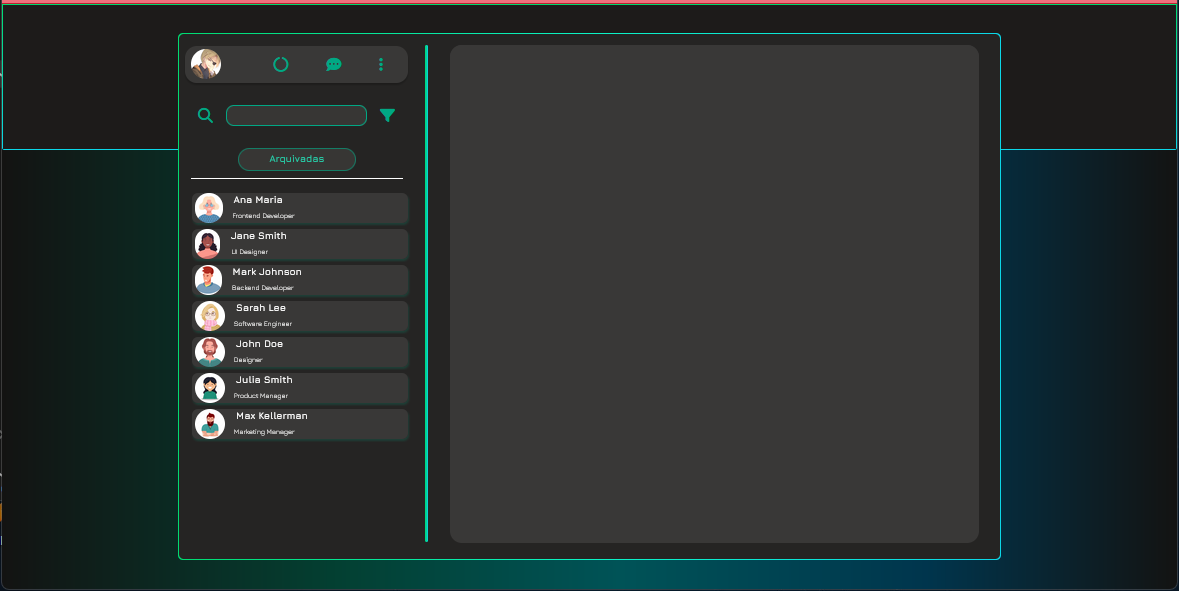 Arquivadas
Ana Maria
Frontend Developer
Jane Smith
UI Designer
Mark Johnson
Backend Developer
Sarah Lee
Software Engineer
John Doe
Designer
Julia Smith
Product Manager
Max Kellerman
Marketing Manager